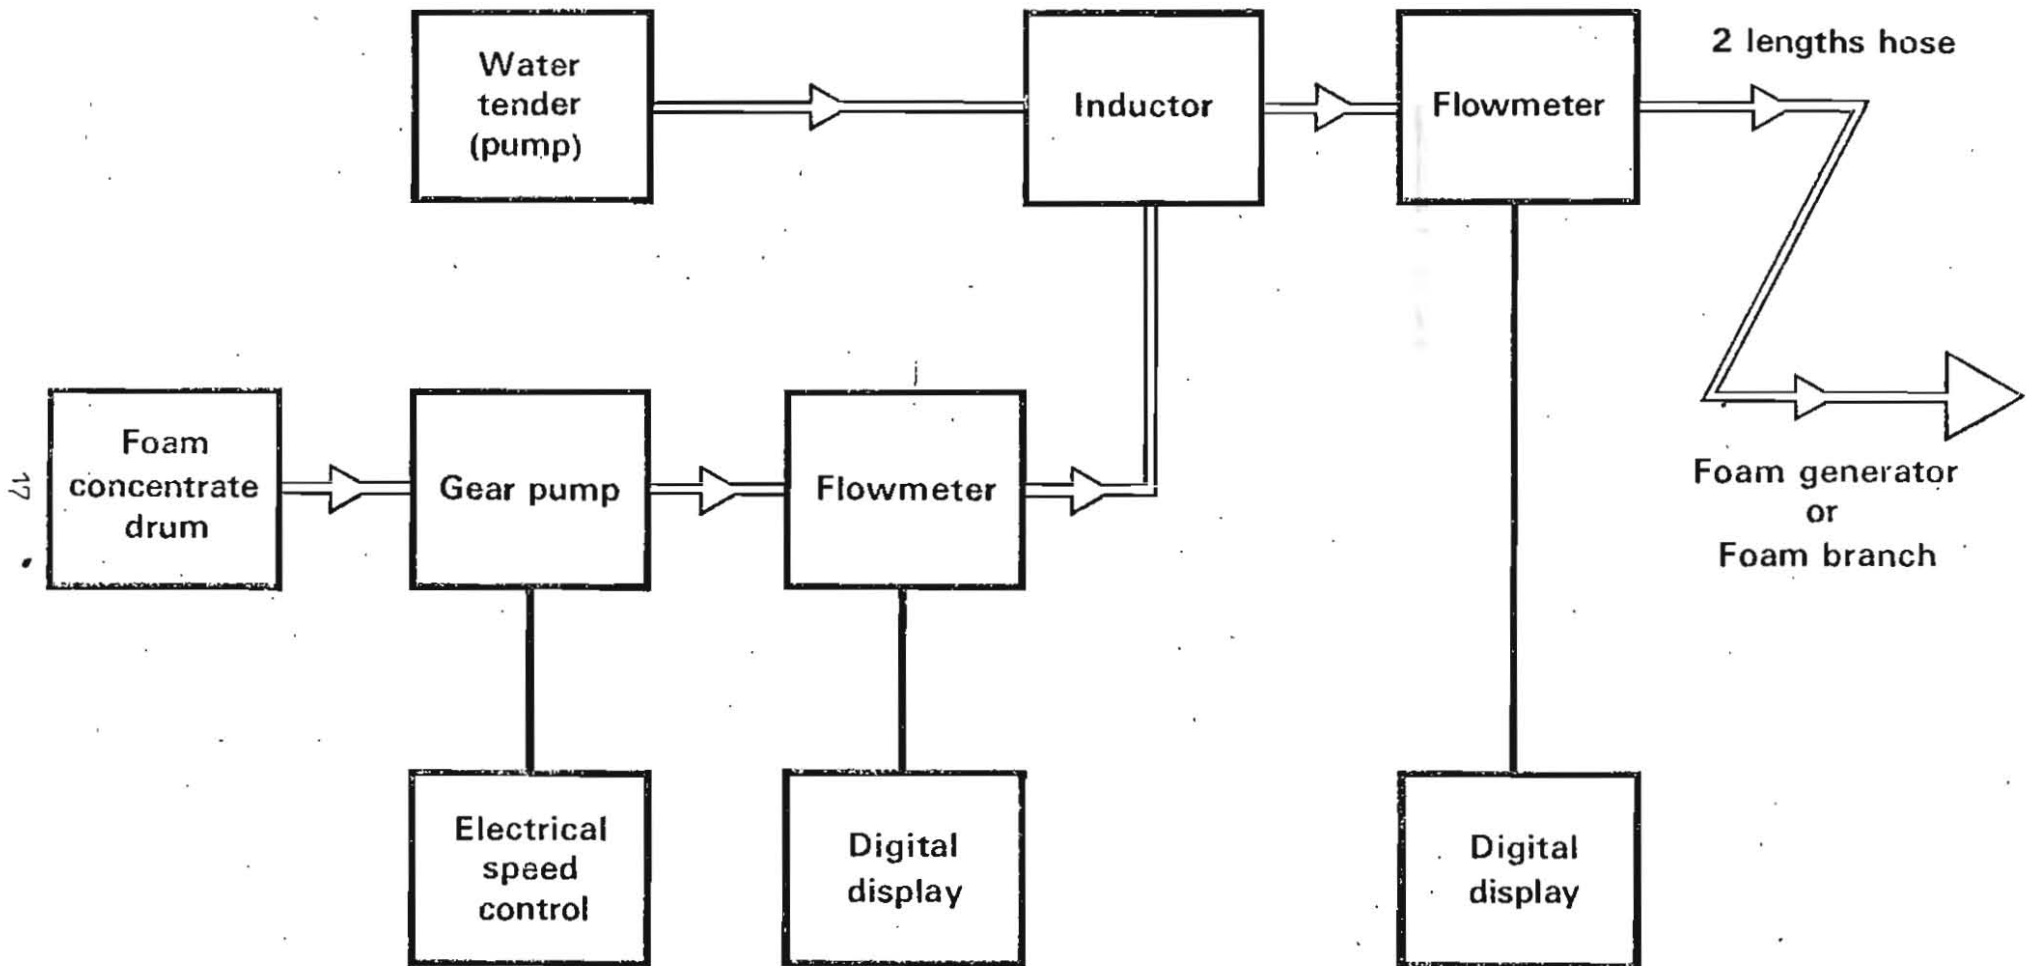 Water
tender
(pump)
Inductor
Flowmeter
2 lengths hose
Foam
concentrate
drum
Gear pump
Flowmeter
Foam generator
or
Foam branch
17
Electrical
speed
control
Digital
display
Digital
display